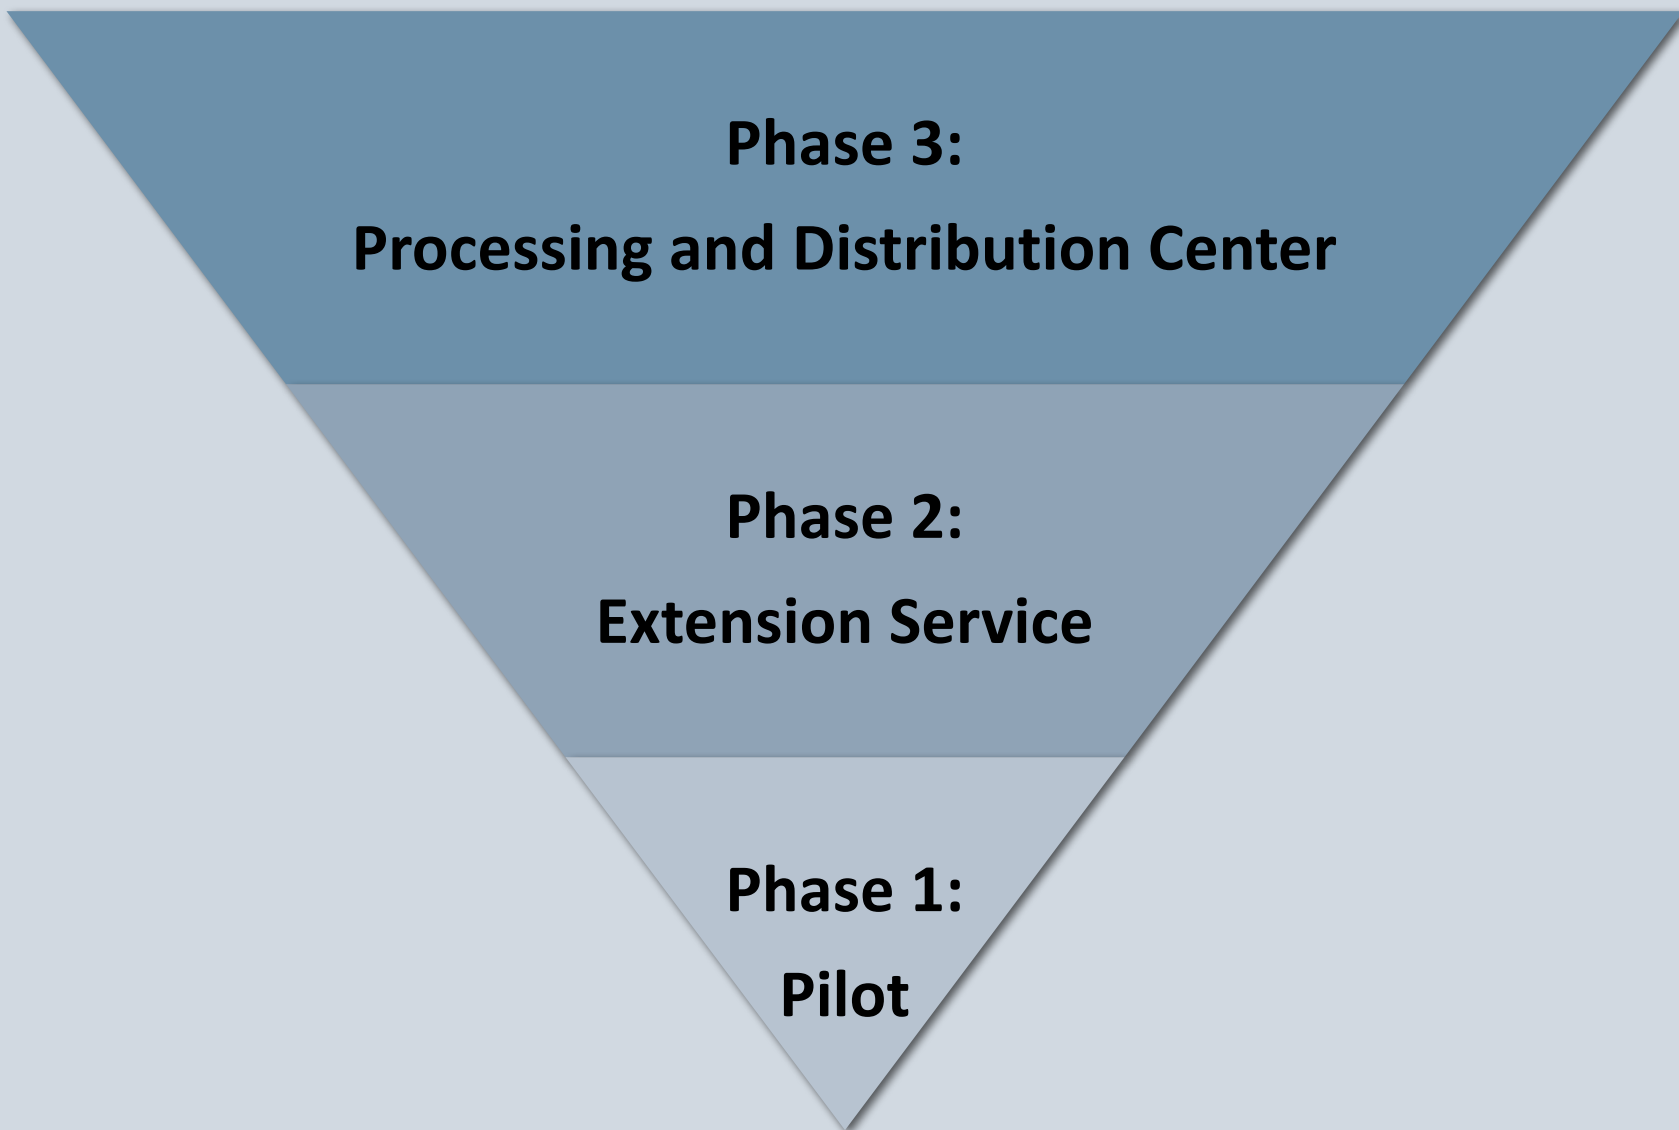 Phase 3:
Processing and Distribution Center
Phase 2:
Extension Service
Phase 1:
Pilot